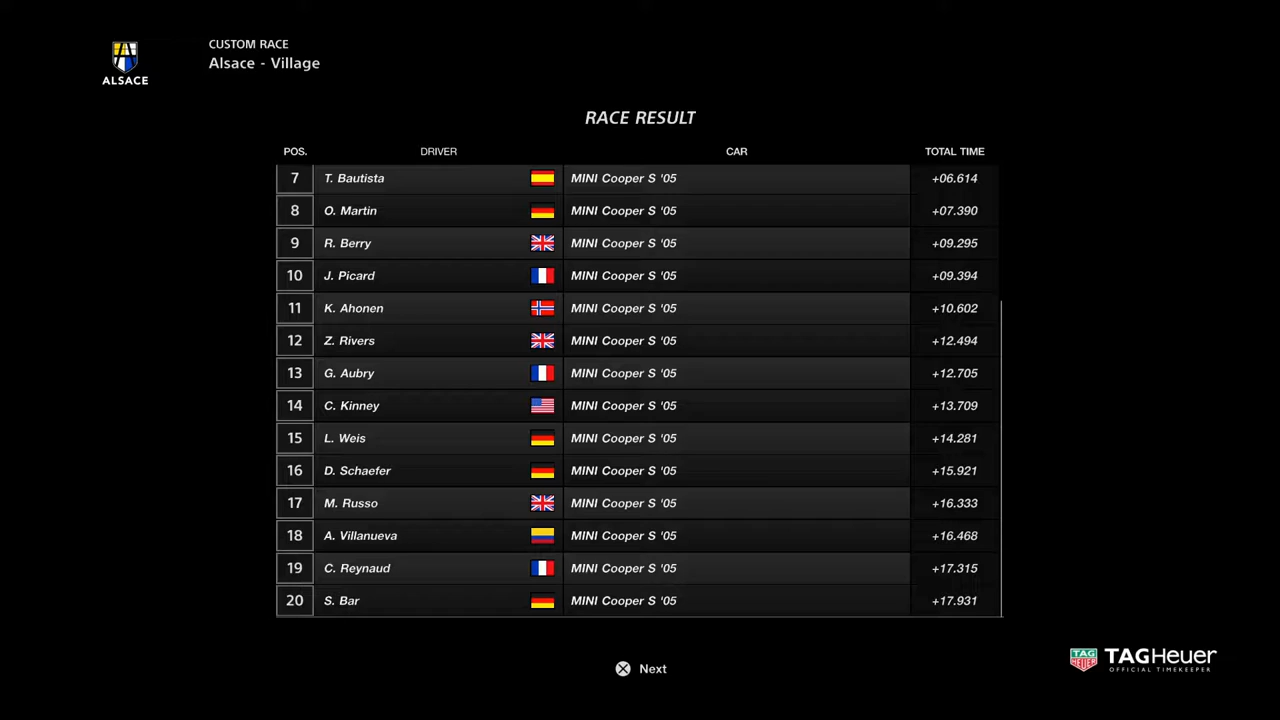 CUSTOM RACE
Alsace - Village
ALSACE
RACE RESULT
POS. DRIVER CAR TOTAL TIME
7 T. Bautista MINI Cooper S '05 +06.614
8 O. Martin MINI Cooper S '05 +07.390
9 R. Berry MINI Cooper S '05 +09.295
10 J. Picard MINI Cooper S '05 +09.394
11 K. Ahonen MINI Cooper S '05 +10.602
12 Z. Rivers MINI Cooper S '05 +12.494
13 G. Aubry MINI Cooper S '05 +12.705
14 C. Kinney MINI Cooper S '05 +13.709
15 L. Weis MINI Cooper S '05 +14.281
16 D. Schaefer MINI Cooper S '05 +15.921
17 M. Russo MINI Cooper S '05 +16.333
18 A. Villanueva MINI Cooper S '05 +16.468
19 C. Reynaud MINI Cooper S '05 +17.315
20 S. Bar MINI Cooper S '05 +17.931
Next
TAG HEUER TAGHeuer
OFFICIAL TIMEKEEPER